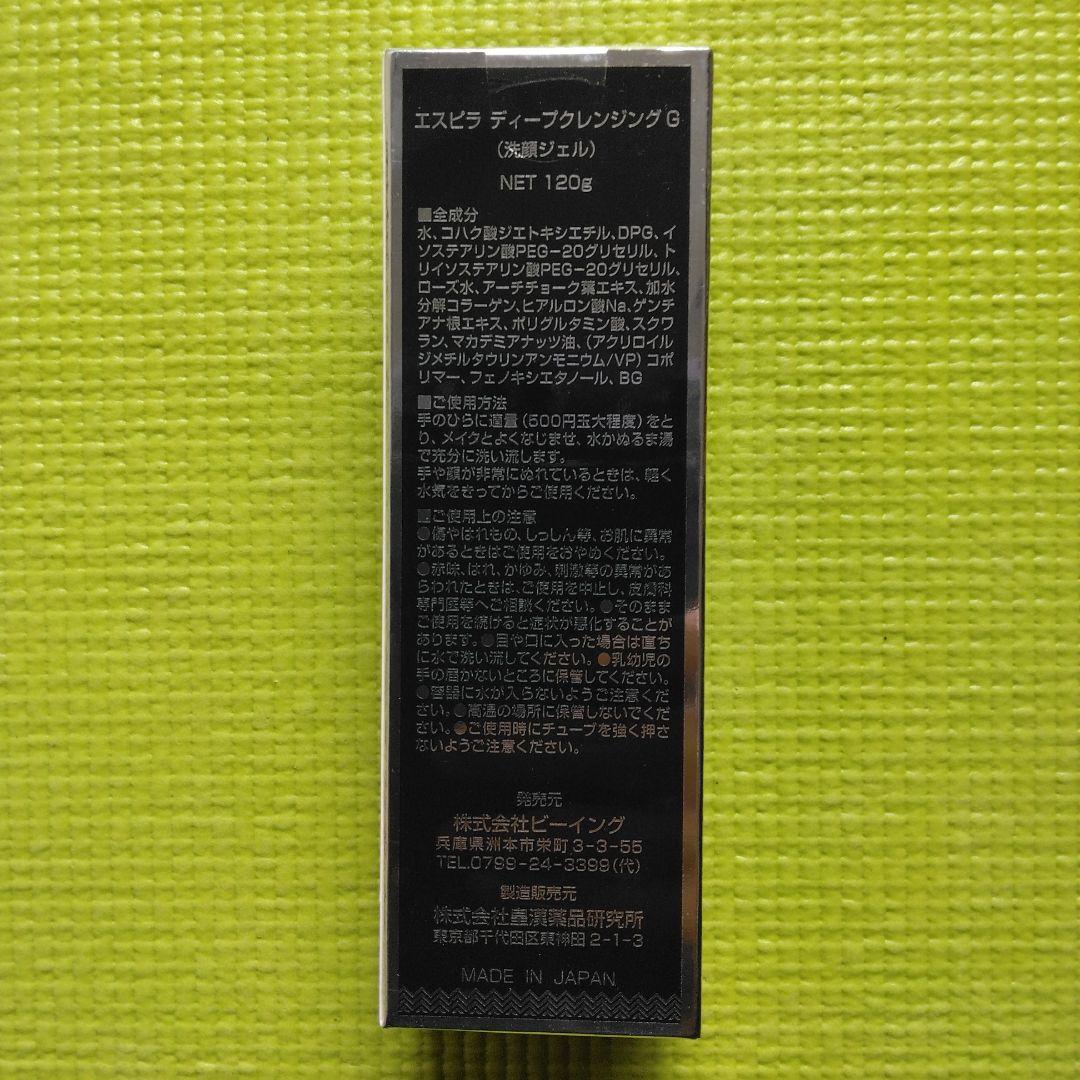 エスピラ ディープクレンジングG
(洗顔ジェル)
NET 120g
■全成分
水、コハク酸ジエトキシエチル、DPG、イ
ソステアリン酸PEG-20グリセリル、ト
リイソステアリン酸PEG-20グリセリル、
ローズ水、アーチチョーク葉エキス、加水
分解コラーゲン、ヒアルロン酸Na、ゲンチ
アナ根エキス、ポリグルタミン酸、スクワ
ラン、マカデミアナッツ油、(アクリロイル
ジメチルタウリンアンモニウム/VP)コポ
リマー、フェノキシエタノール、BG
■ご使用方法
手のひらに適量(500円玉大程度)をと
り、メイクとよくなじませ、水かぬるま湯
で充分に洗い流します。
手や顔が非常にぬれているときは、軽く
水気をきってからご使用ください。
■ご使用上の注意
●傷やはれもの、しっしん等、お肌に異常
があるときはご使用をおやめください。
●赤味、はれ、かゆみ、刺激等の異常があ
らわれたときは、ご使用を中止し、皮膚科
専門医等へご相談ください。●そのまま
ご使用を続けると症状が悪化することが
あります。●目や口に入った場合は直ち
に水で洗い流してください。●乳幼児の
手の届かないところに保管してください。
●容器に水が入らないようご注意くだ
さい。●高温の場所に保管しないでくだ
さい。●ご使用時にチューブを強く押さ
ないようご注意ください。
発売元
株式会社ビーイング
兵庫県洲本市栄町3-3-55
TEL.0799-24-3399(代)
製造販売元
株式会社皇漢薬品研究所
東京都千代田区東神田2-1-3
MADE IN JAPAN